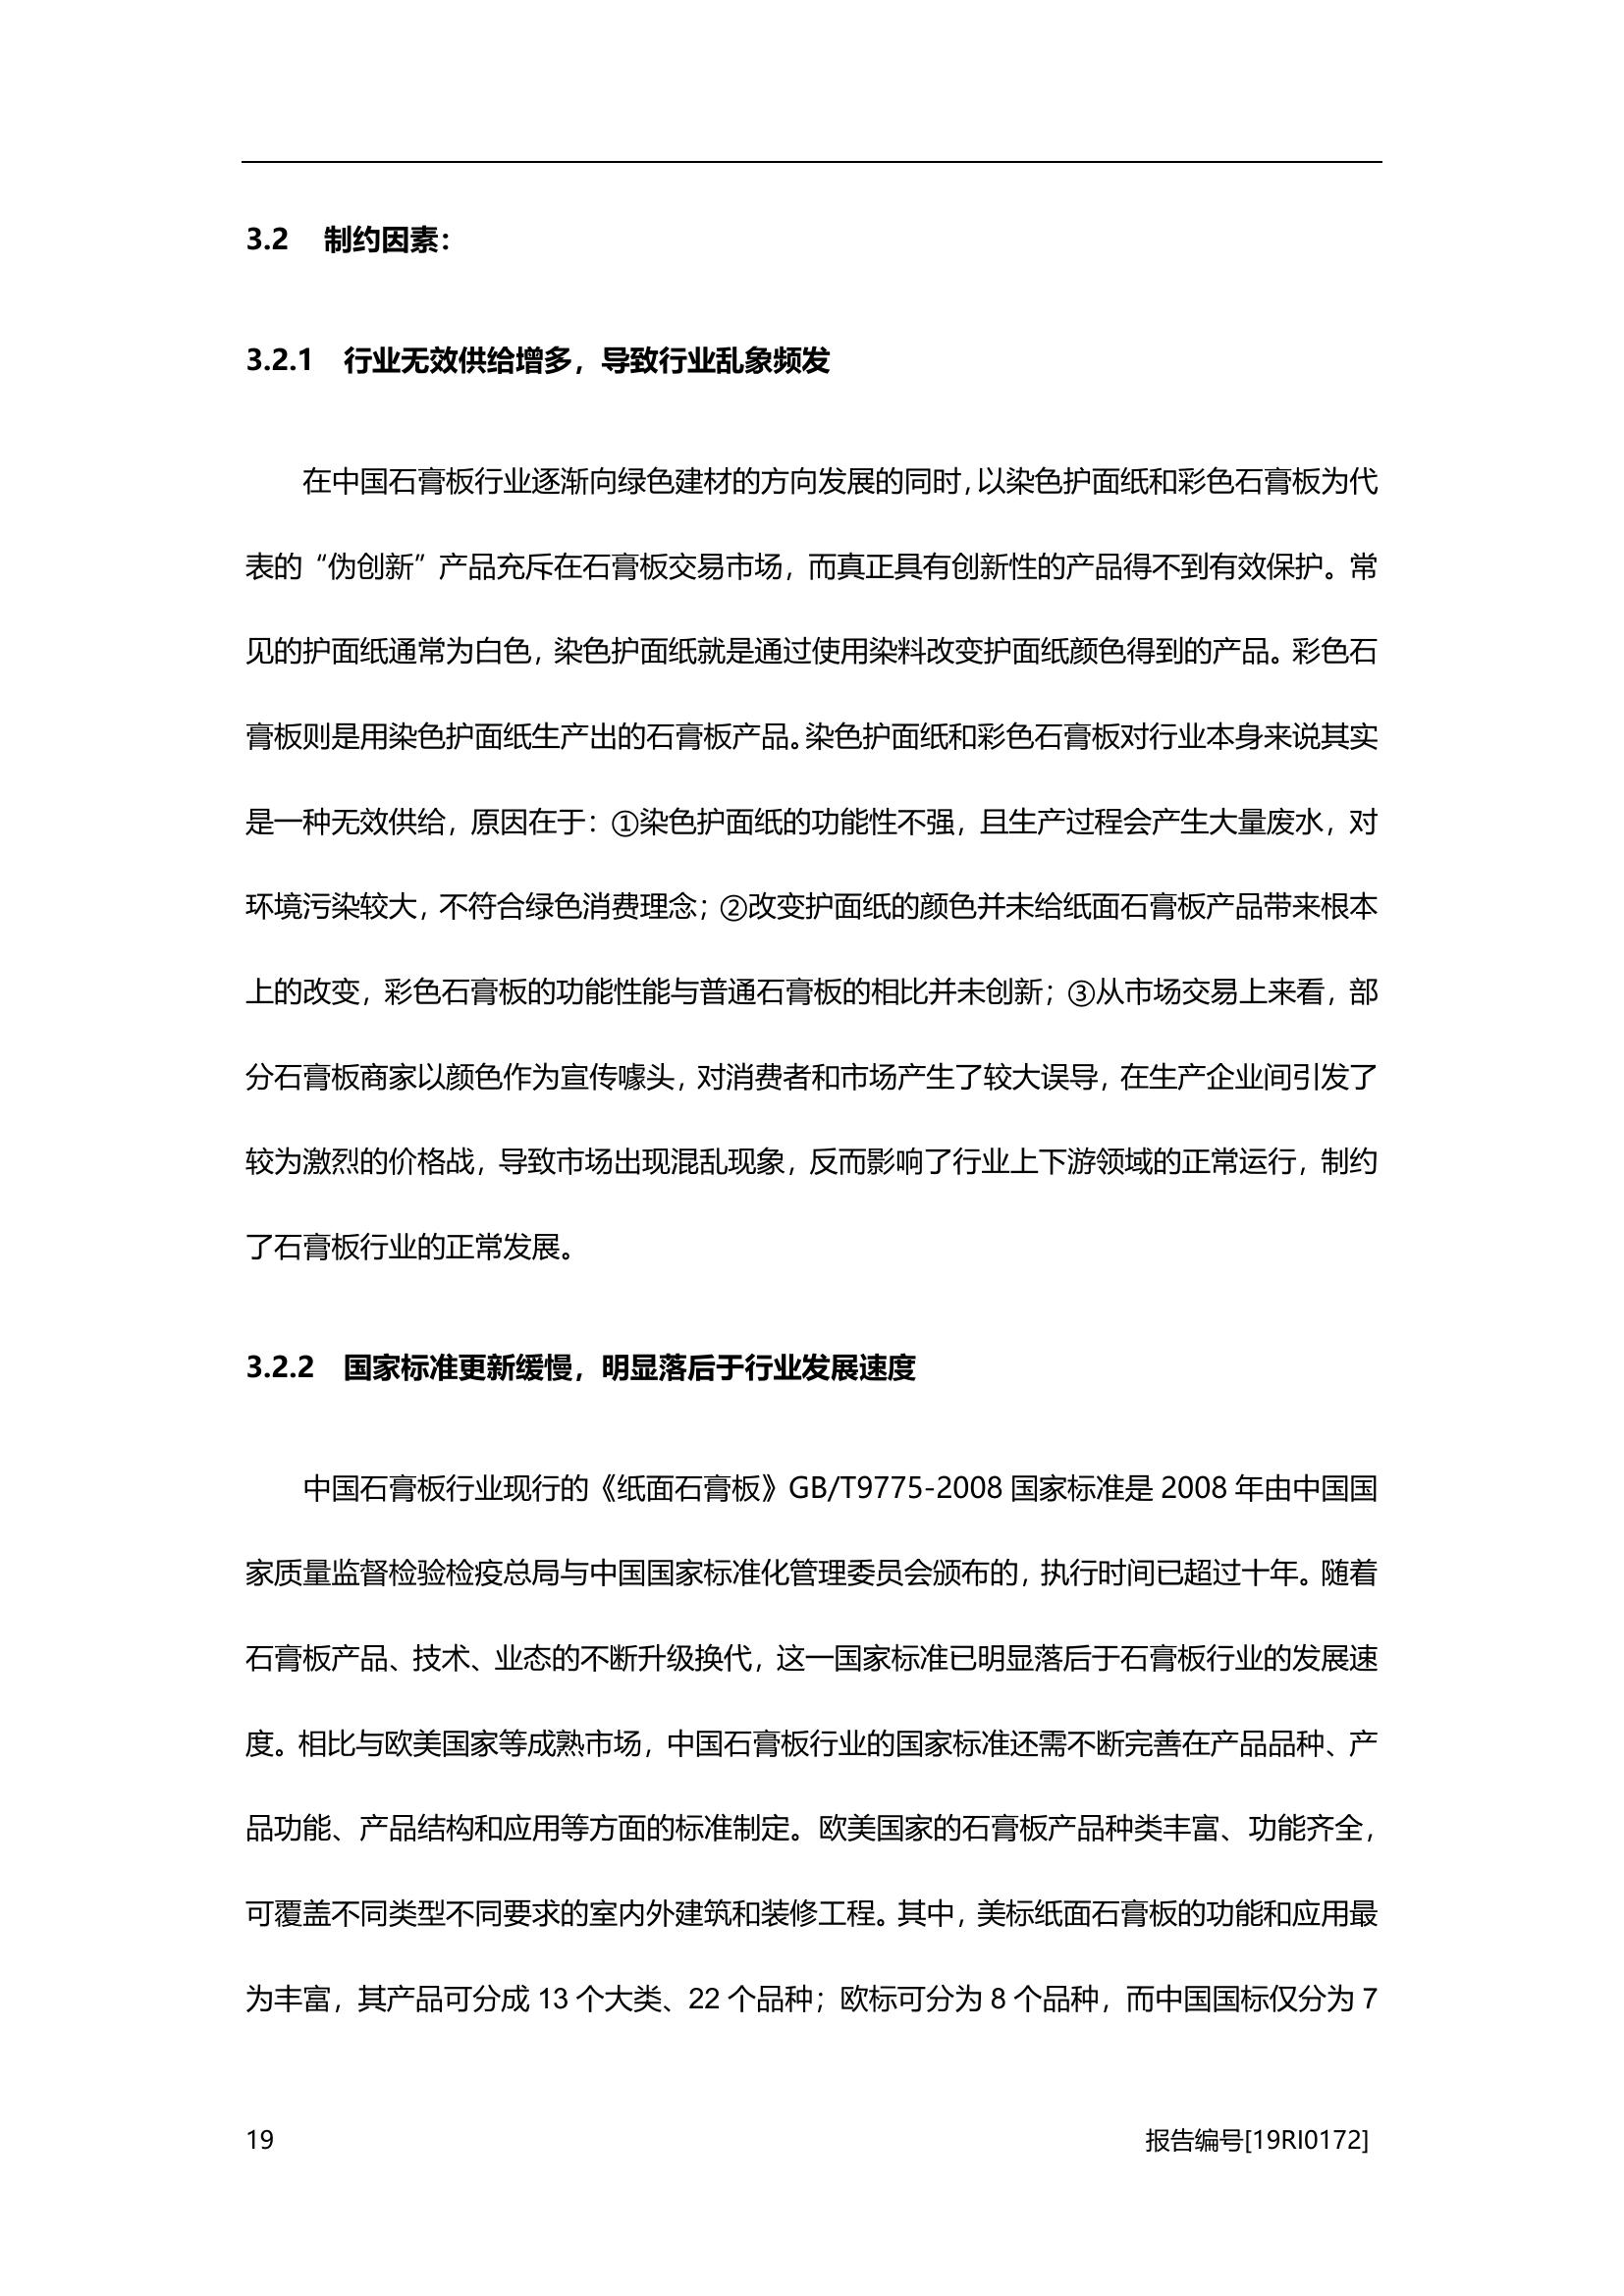 3.2 制约因素：
3.2.1 行业无效供给增多，导致行业乱象频发
在中国石膏板行业逐渐向绿色建材的方向发展的同时，以染色护面纸和彩色石膏板为代
表的“伪创新”产品充斥在石膏板交易市场，而真正具有创新性的产品得不到有效保护。常
见的护面纸通常为白色，染色护面纸就是通过使用染料改变护面纸颜色得到的产品。彩色石
膏板则是用染色护面纸生产出的石膏板产品。染色护面纸和彩色石膏板对行业本身来说其实
是一种无效供给，原因在于：①染色护面纸的功能性不强，且生产过程会产生大量废水，对
环境污染较大，不符合绿色消费理念；②改变护面纸的颜色并未给纸面石膏板产品带来根本
上的改变，彩色石膏板的功能性能与普通石膏板的相比并未创新；③从市场交易上来看，部
分石膏板商家以颜色作为宣传噱头，对消费者和市场产生了较大误导，在生产企业间引发了
较为激烈的价格战，导致市场出现混乱现象，反而影响了行业上下游领域的正常运行，制约
了石膏板行业的正常发展。
3.2.2 国家标准更新缓慢，明显落后于行业发展速度
中国石膏板行业现行的《纸面石膏板》GB/T9775-2008 国家标准是 2008 年由中国国
家质量监督检验检疫总局与中国国家标准化管理委员会颁布的，执行时间已超过十年。随着
石膏板产品、技术、业态的不断升级换代，这一国家标准已明显落后于石膏板行业的发展速
度。相比与欧美国家等成熟市场，中国石膏板行业的国家标准还需不断完善在产品品种、产
品功能、产品结构和应用等方面的标准制定。欧美国家的石膏板产品种类丰富、功能齐全，
可覆盖不同类型不同要求的室内外建筑和装修工程。其中，美标纸面石膏板的功能和应用最
为丰富，其产品可分成 13 个大类、22 个品种；欧标可分为 8 个品种，而中国国标仅分为 7
19 报告编号[19RI0172]